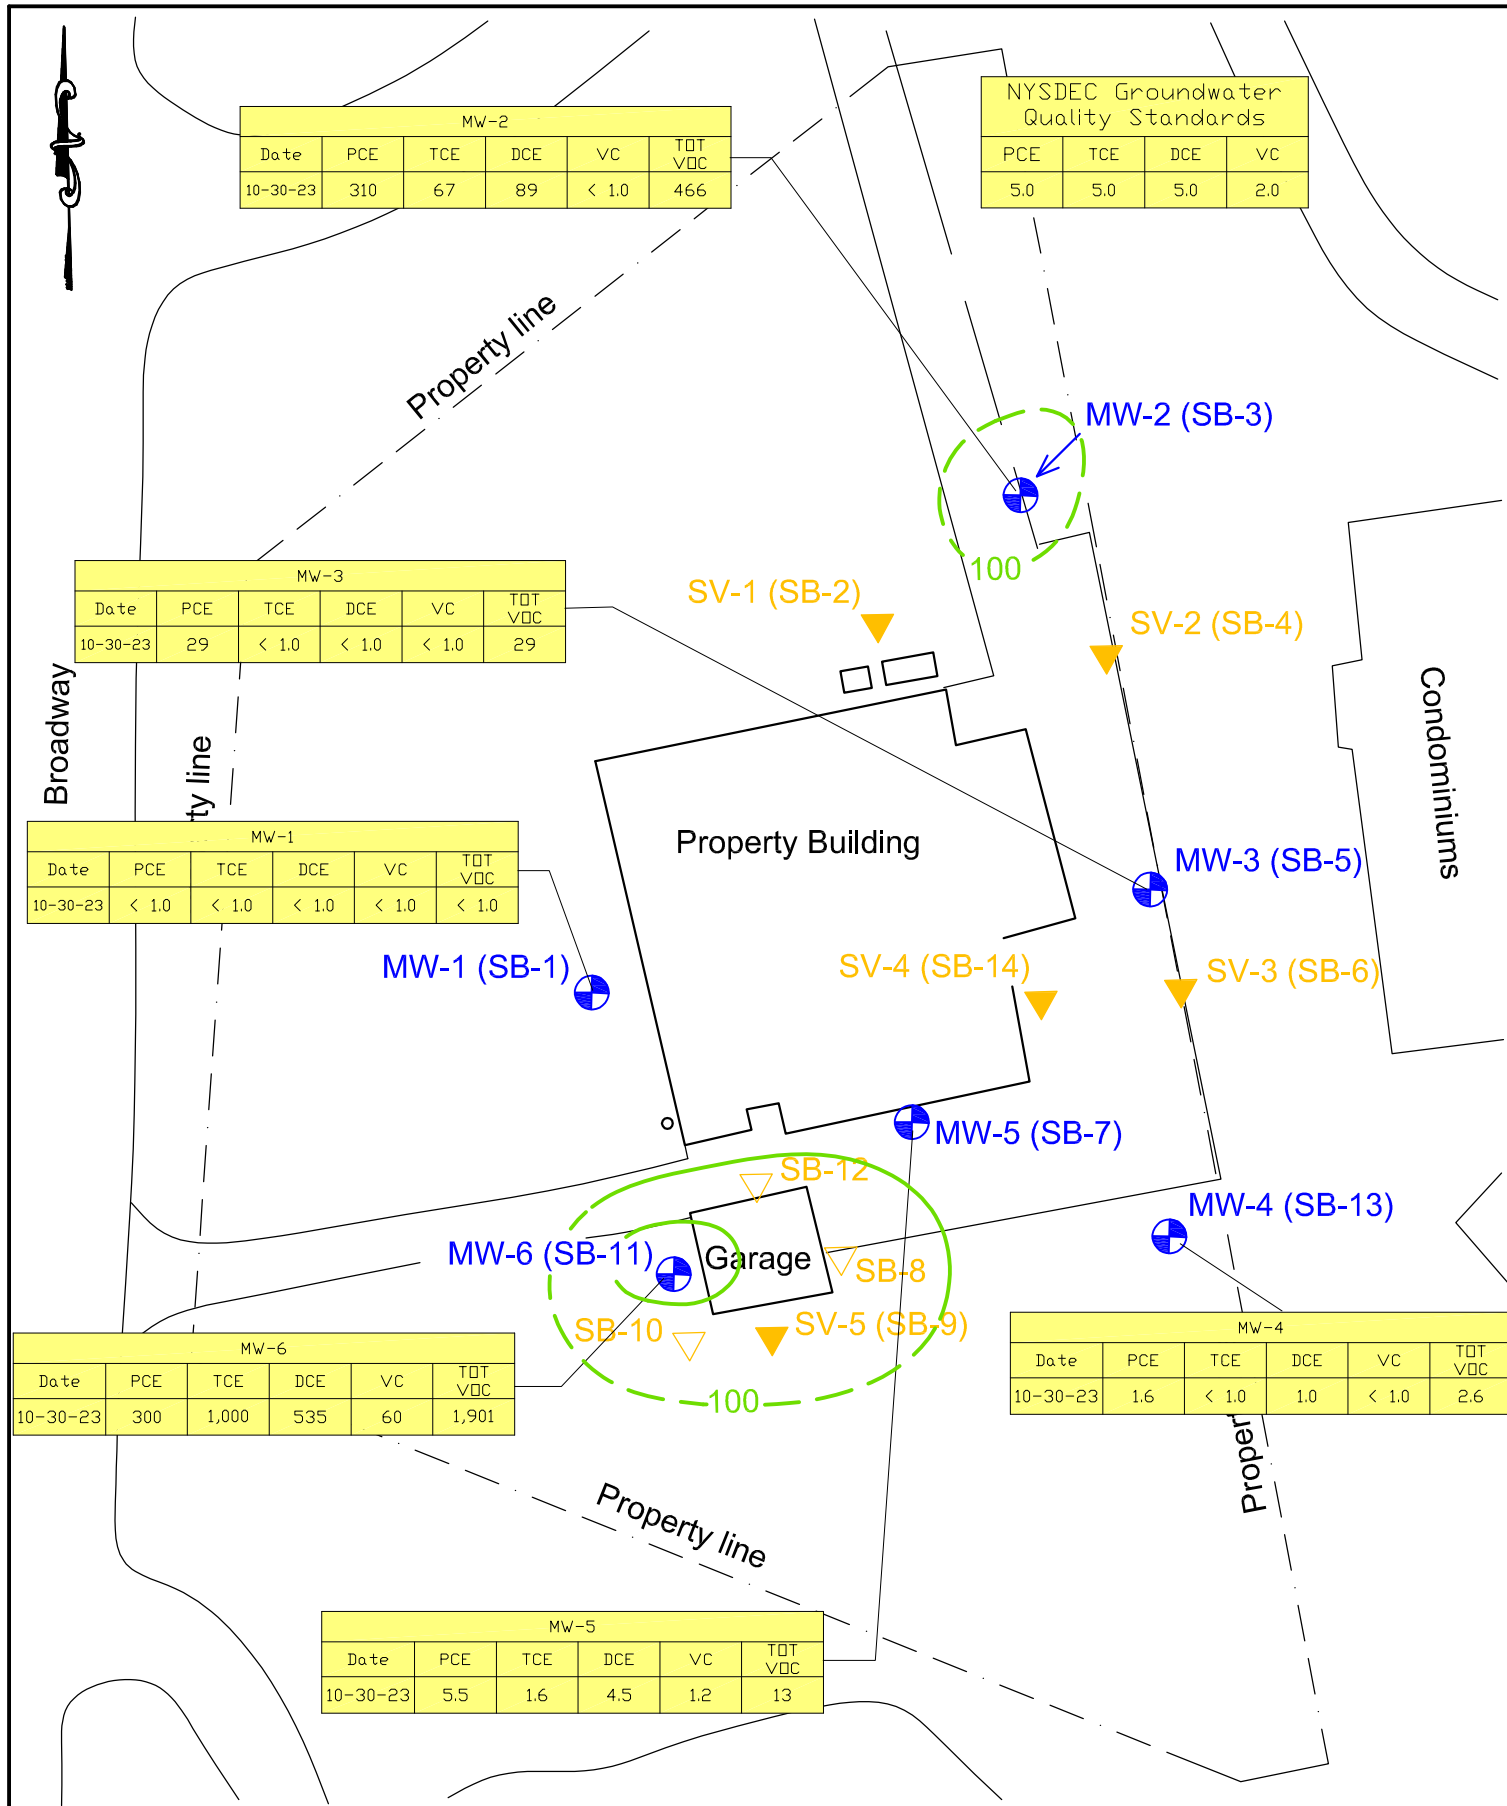 NYSDEC Groundwater
Quality Standards
PCE TCE DCE VC
5.0 5.0 5.0 2.0
MW-2
Date PCE TCE DCE VC TOT VOC
10-30-23 310 67 89 < 1.0 466
Property line
MW-2 (SB-3)
100
MW-3
Date PCE TCE DCE VC TOT VOC
10-30-23 29 < 1.0 < 1.0 < 1.0 29
SV-1 (SB-2)
SV-2 (SB-4)
Broadway
ty line
Condominiums
Property Building
MW-1
Date PCE TCE DCE VC TOT VOC
10-30-23 < 1.0 < 1.0 < 1.0 < 1.0 < 1.0
MW-3 (SB-5)
MW-1 (SB-1)
SV-4 (SB-14)
SV-3 (SB-6)
MW-5 (SB-7)
SB-12
MW-4 (SB-13)
MW-6 (SB-11)
Garage
SB-8
SB-10
SV-5 (SB-9)
MW-6
Date PCE TCE DCE VC TOT VOC
10-30-23 300 1,000 535 60 1,901
100
MW-4
Date PCE TCE DCE VC TOT VOC
10-30-23 1.6 < 1.0 1.0 < 1.0 2.6
Proper
Property line
MW-5
Date PCE TCE DCE VC TOT VOC
10-30-23 5.5 1.6 4.5 1.2 13